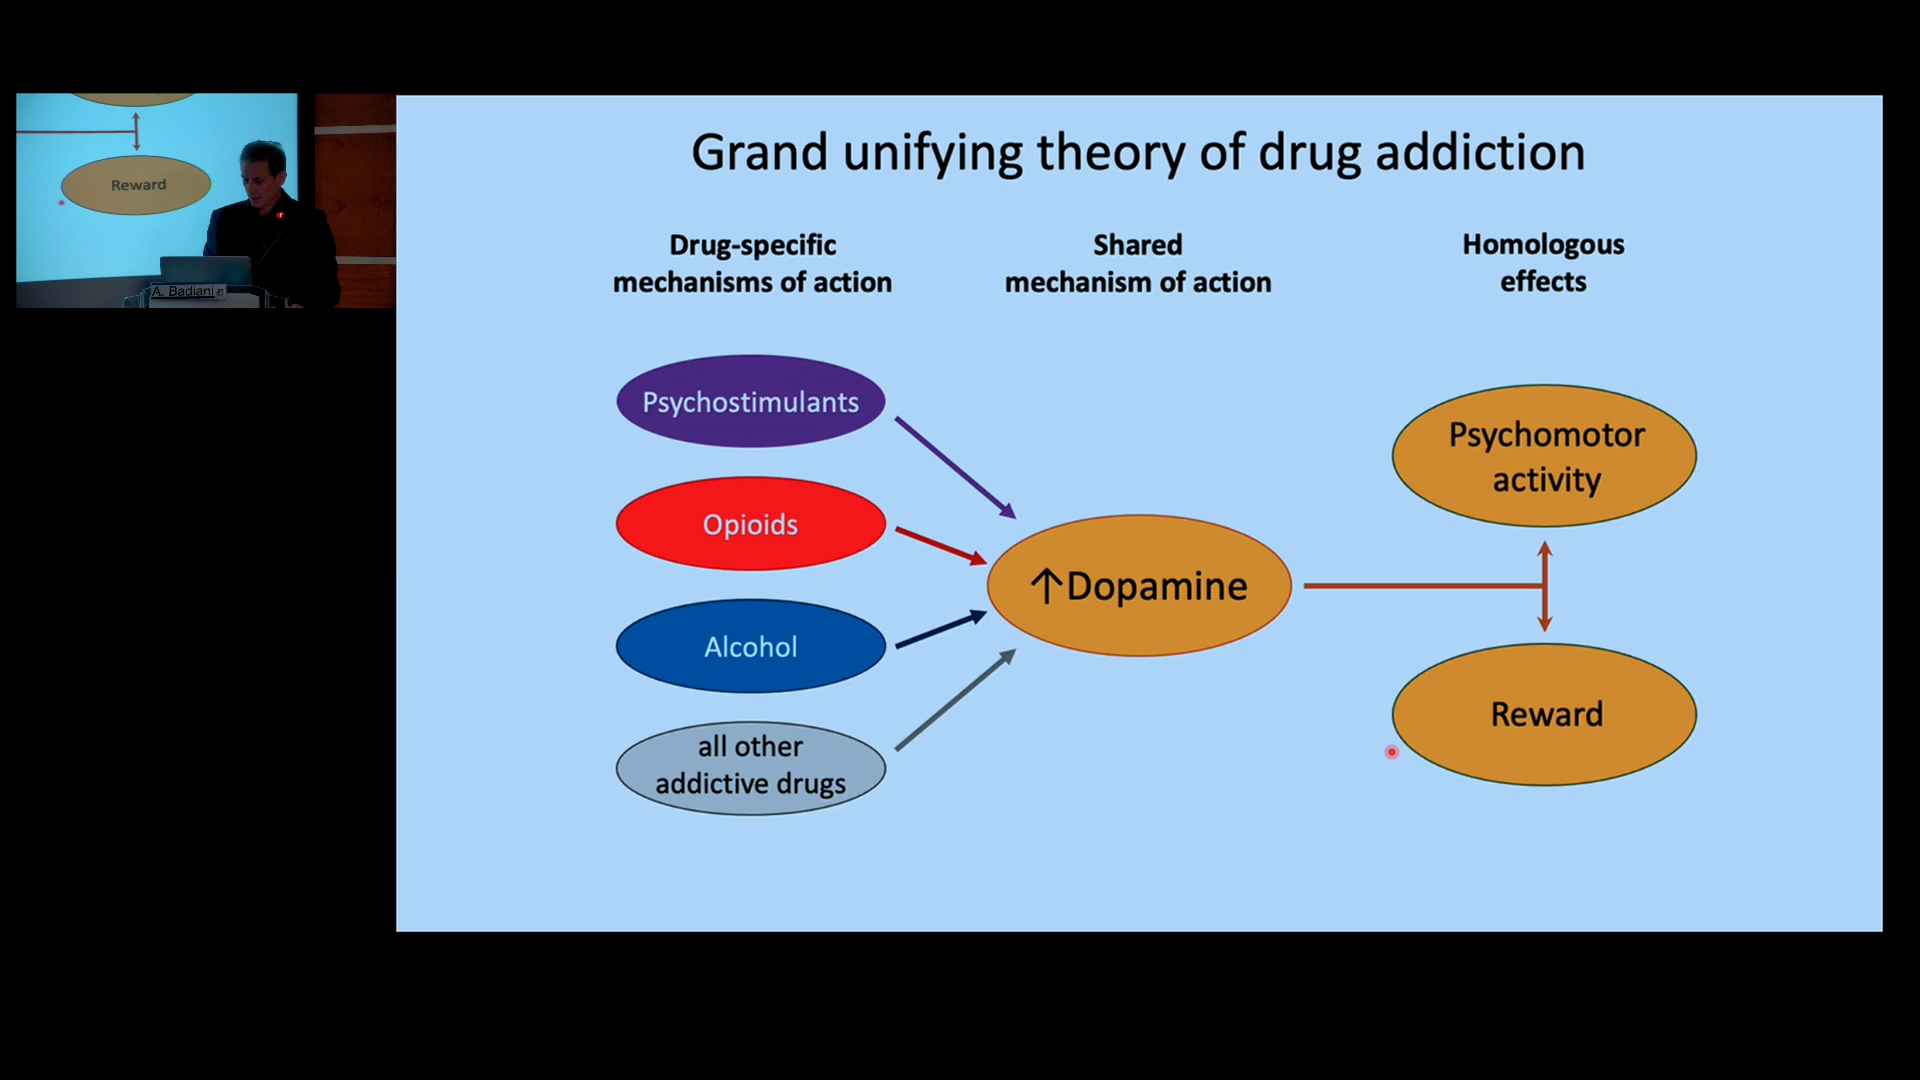 Grand unifying theory of drug addiction
Drug-specific
mechanisms of action
Shared
mechanism of action
Homologous
effects
Psychostimulants
Opioids
Alcohol
all other
addictive drugs
↑Dopamine
Psychomotor
activity
Reward
Reward
A. Badiani